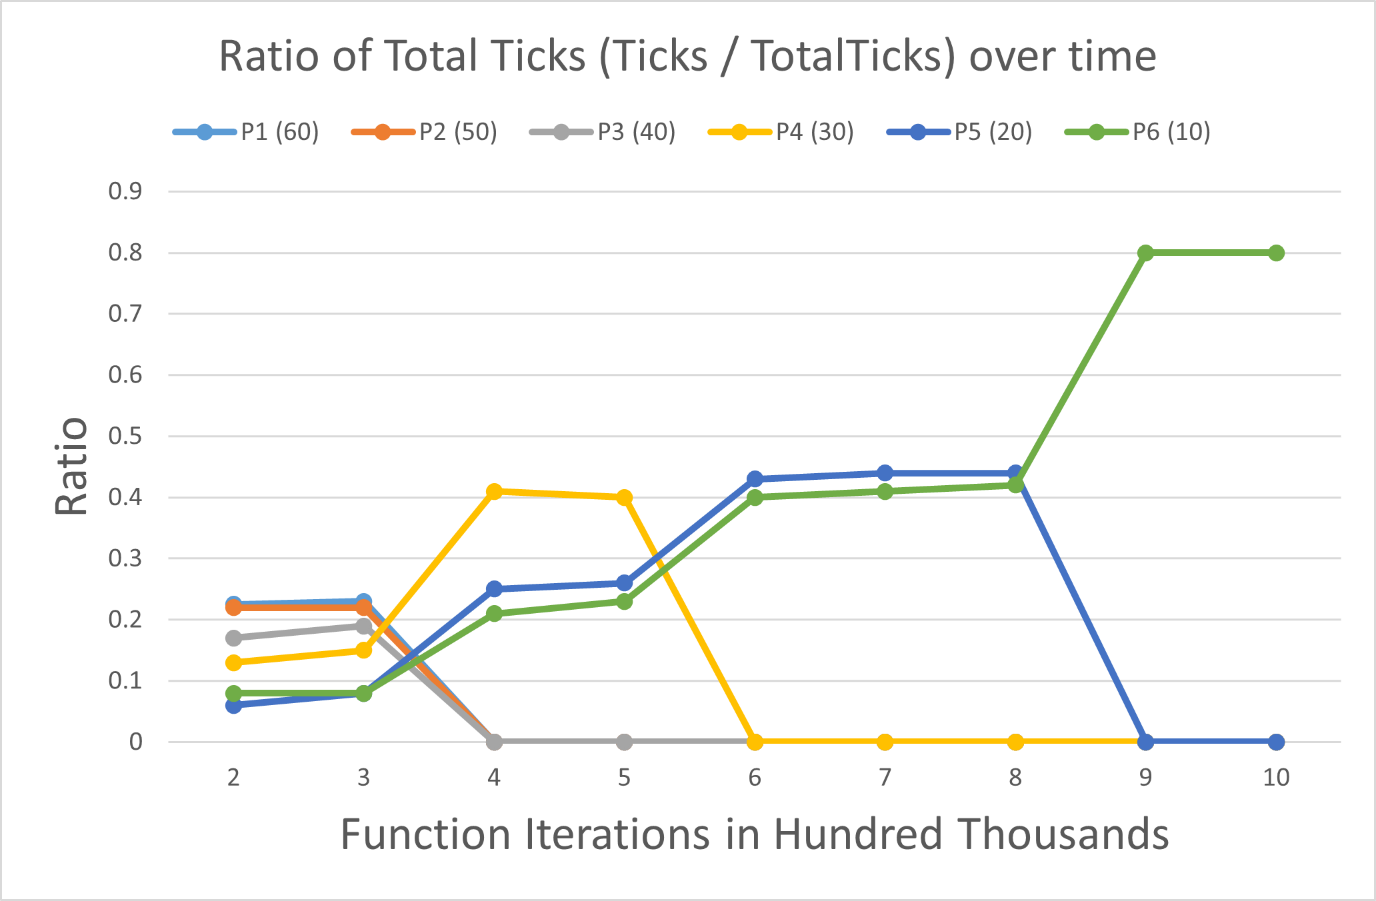 Ratio of Total Ticks (Ticks / TotalTicks) over time
P1 (60) P2 (50) P3 (40) P4 (30) P5 (20) P6 (10)
0.9
0.8
0.7
0.6
0.5
0.4
0.3
0.2
0.1
0
Ratio
2 3 4 5 6 7 8 9 10
Function Iterations in Hundred Thousands